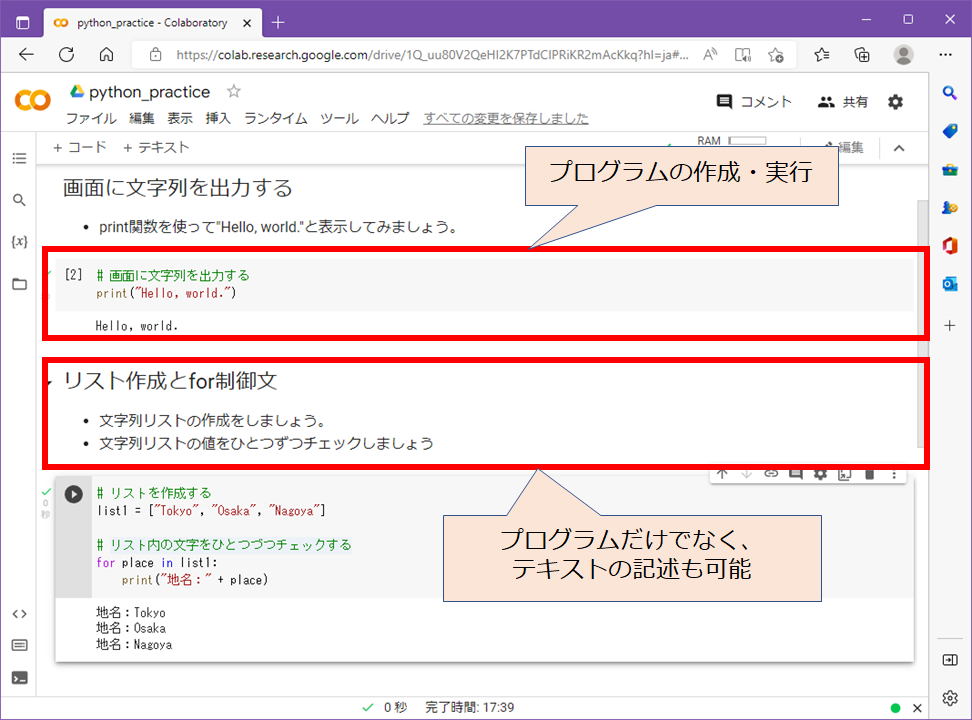 python_practice - Colaboratory
https://colab.research.google.com/drive/1Q_uu80V2QeHI2K7PTdCIPRiKR2mAcKkq?hl=ja#...
python_practice
コメント
共有
ファイル 編集 表示 挿入 ランタイム ツール ヘルプ すべての変更を保存しました
+ コード + テキスト
RAM
編集
プログラムの作成・実行
画面に文字列を出力する
• print関数を使って"Hello, world."と表示してみましょう。
{x}
[2]
# 画面に文字列を出力する
print("Hello, world.")
Hello, world.
リスト作成とfor制御文
• 文字列リストの作成をしましょう。
• 文字列リストの値をひとつずつチェックしましょう
0
秒
# リストを作成する
list1 = ["Tokyo", "Osaka", "Nagoya"]
# リスト内の文字をひとつづつチェックする
for place in list1:
print("地名：" + place)
プログラムだけでなく、
テキストの記述も可能
地名：Tokyo
地名：Osaka
地名：Nagoya
0 秒 完了時間: 17:39